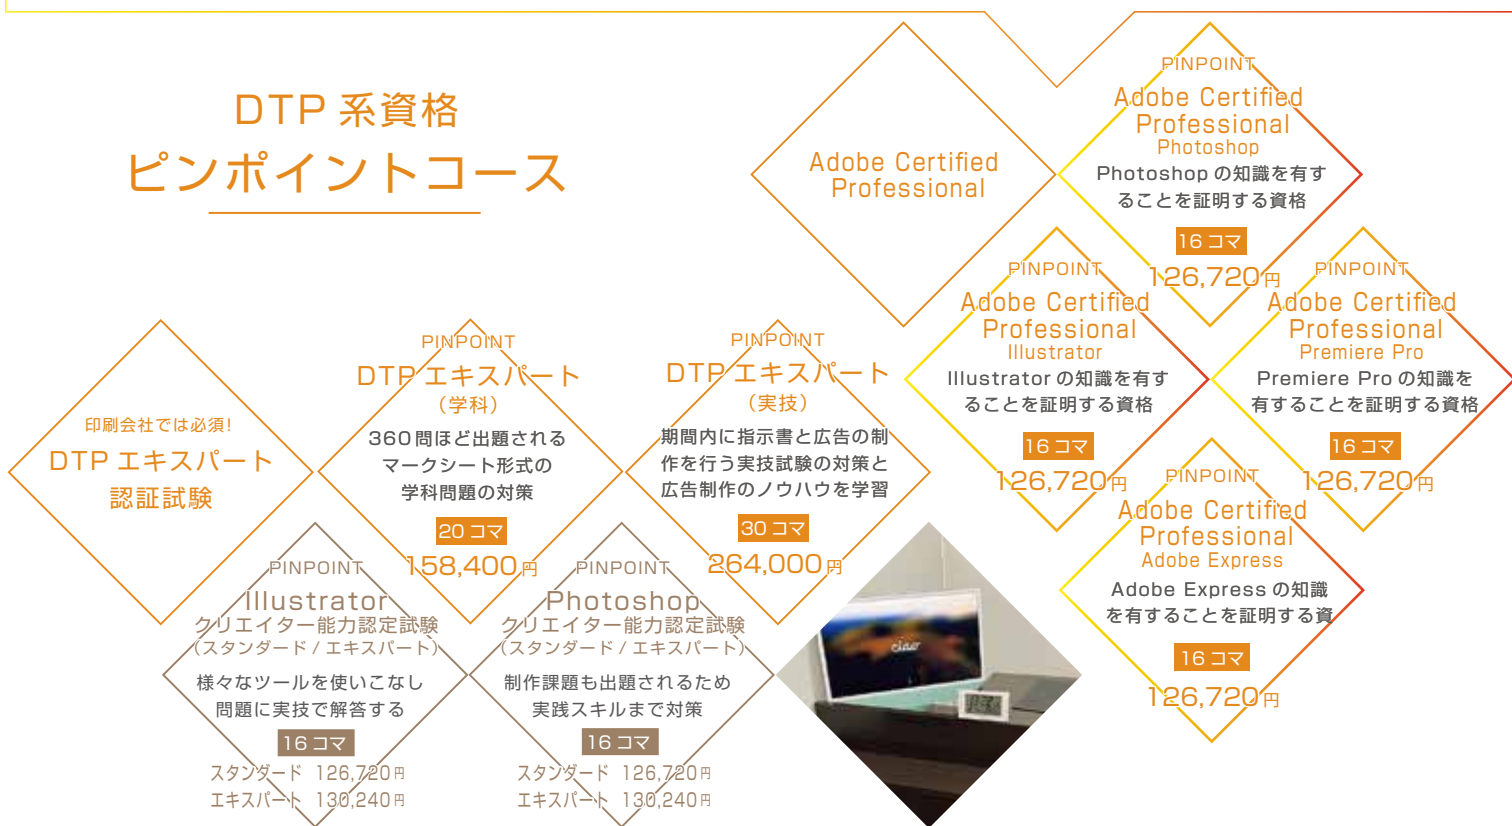 DTP 系資格
ピンポイントコース
Adobe Certified
Professional
PINPOINT
Adobe Certified
Professional
Photoshop
Photoshop の知識を有す
ることを証明する資格
16 コマ
126,720円
PINPOINT
Adobe Certified
Professional
Illustrator
Illustrator の知識を有す
ることを証明する資格
16 コマ
126,720円
PINPOINT
Adobe Certified
Professional
Premiere Pro
Premiere Pro の知識を
有することを証明する資格
16 コマ
126,720円
PINPOINT
Adobe Certified
Professional
Adobe Express
Adobe Express の知識
を有することを証明する資
16 コマ
126,720円
印刷会社では必須!
DTP エキスパート
認証試験
PINPOINT
DTP エキスパート
（学科）
360問ほど出題される
マークシート形式の
学科問題の対策
20 コマ
158,400円
PINPOINT
DTP エキスパート
（実技）
期間内に指示書と広告の制
作を行う実技試験の対策と
広告制作のノウハウを学習
30 コマ
264,000円
PINPOINT
Illustrator
クリエイター能力認定試験
（スタンダード / エキスパート）
様々なツールを使いこなし
問題に実技で解答する
16 コマ
スタンダード 126,720円
エキスパート 130,240円
PINPOINT
Photoshop
クリエイター能力認定試験
（スタンダード / エキスパート）
制作課題も出題されるため
実践スキルまで対策
16 コマ
スタンダード 126,720円
エキスパート 130,240円
ciao